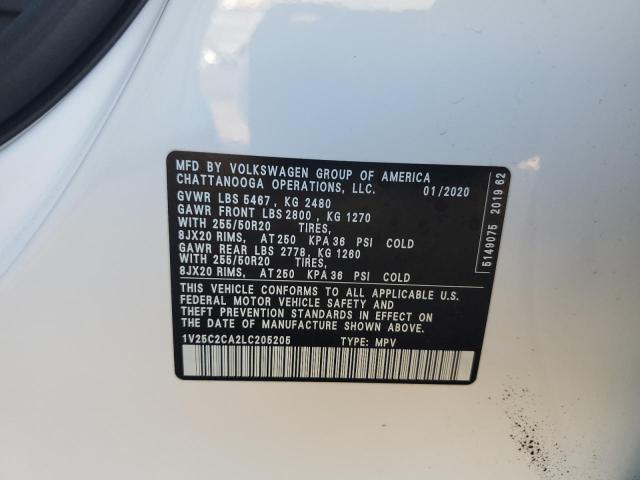 MFD BY VOLKSWAGEN GROUP OF AMERICA
CHATTANOOGA OPERATIONS, LLC. 01/2020
GVWR LBS 5467 , KG 2480
GAWR FRONT LBS 2800 , KG 1270
WITH 255/50R20 TIRES,
8JX20 RIMS, AT 250 KPA 36 PSI COLD
GAWR REAR LBS 2778, KG 1260
WITH 255/50R20 TIRES,
8JX20 RIMS, AT 250 KPA 36 PSI COLD
THIS VEHICLE CONFORMS TO ALL APPLICABLE U.S.
FEDERAL MOTOR VEHICLE SAFETY AND
THEFT PREVENTION STANDARDS IN EFFECT ON
THE DATE OF MANUFACTURE SHOWN ABOVE.
1V25C2CA2LC205205 TYPE: MPV
5149075 2019 62